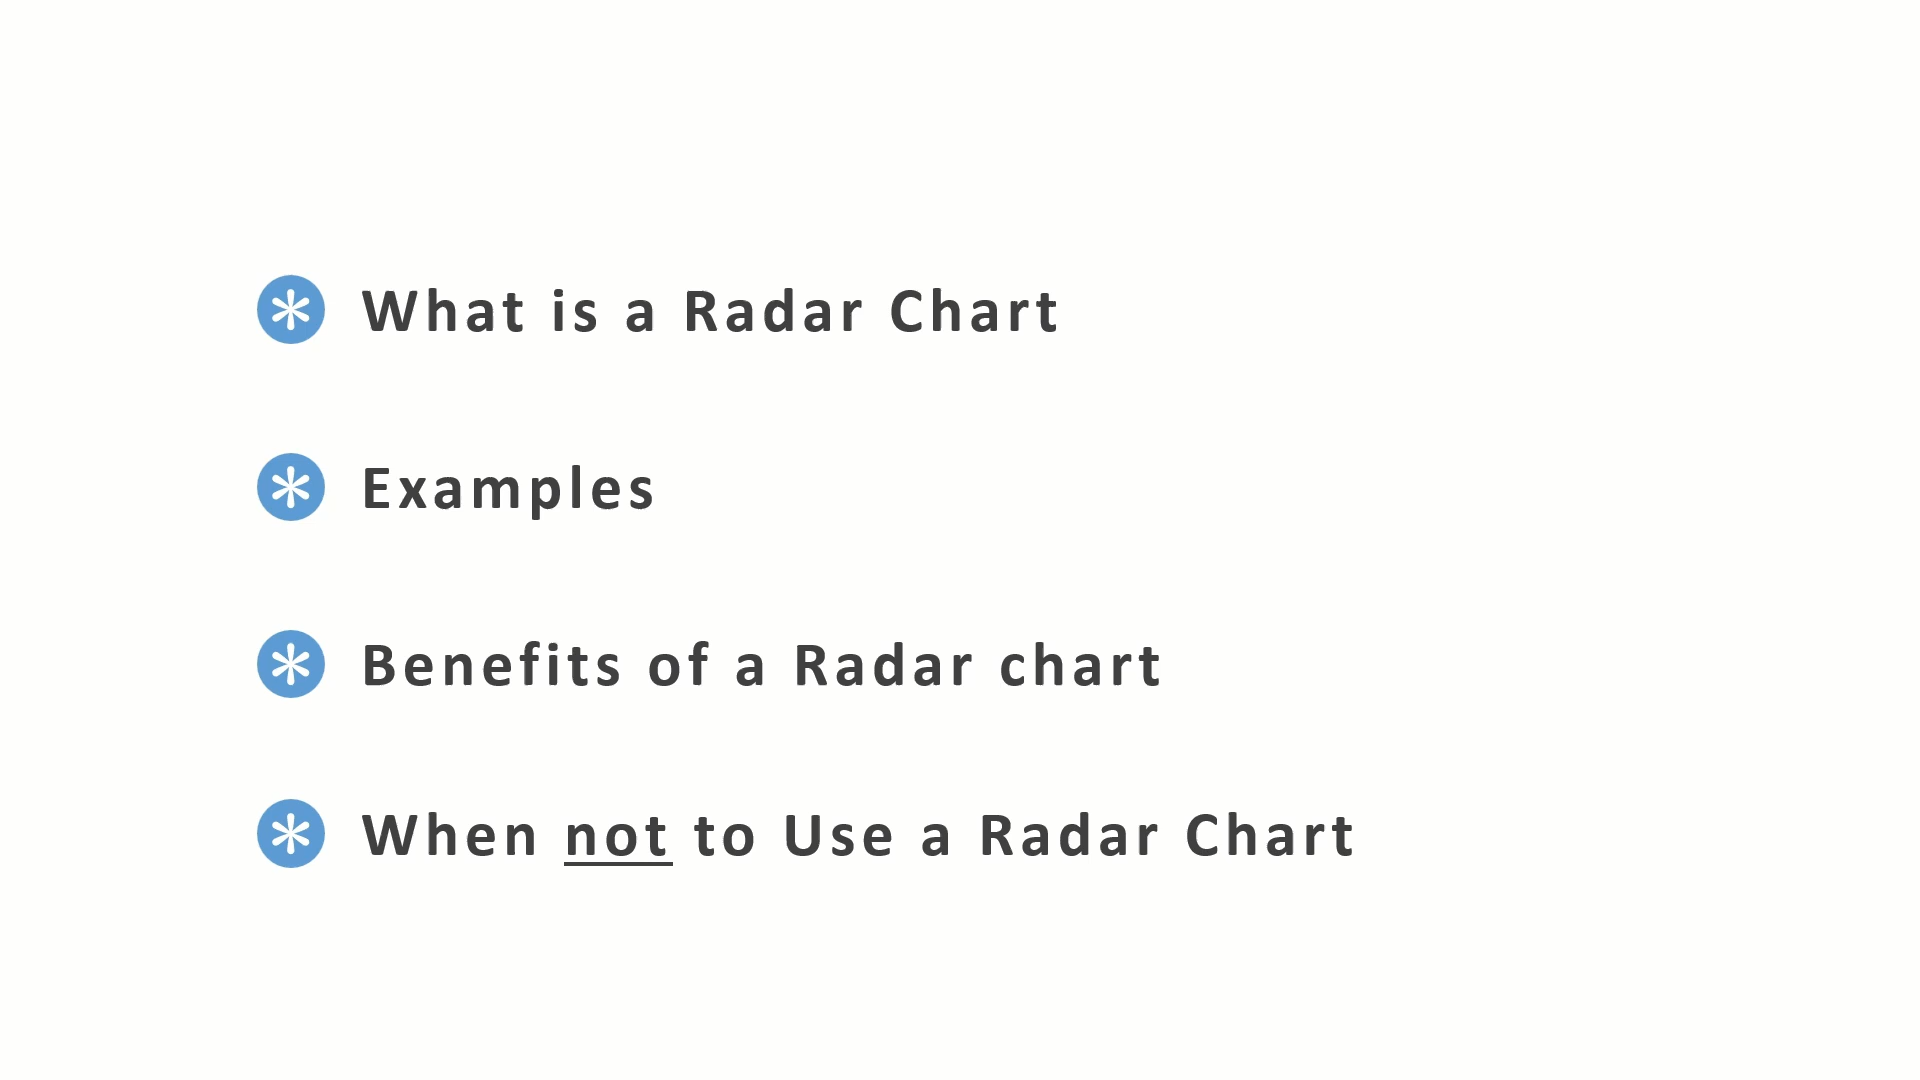 What is a Radar Chart
Examples
Benefits of a Radar chart
When not to Use a Radar Chart